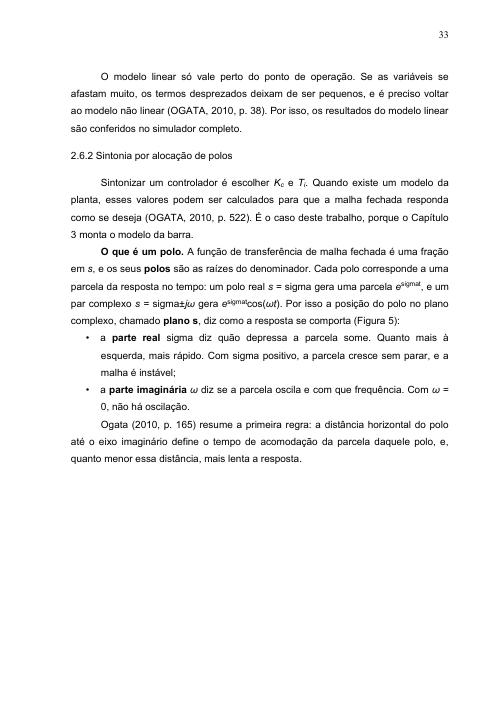 33
O modelo linear só vale perto do ponto de operação. Se as variáveis se
afastam muito, os termos desprezados deixam de ser pequenos, e é preciso voltar
ao modelo não linear (OGATA, 2010, p. 38). Por isso, os resultados do modelo linear
são conferidos no simulador completo.
2.6.2 Sintonia por alocação de polos
Sintonizar um controlador é escolher Kc e Ti. Quando existe um modelo da
planta, esses valores podem ser calculados para que a malha fechada responda
como se deseja (OGATA, 2010, p. 522). É o caso deste trabalho, porque o Capítulo
3 monta o modelo da barra.
O que é um polo. A função de transferência de malha fechada é uma fração
em s, e os seus polos são as raízes do denominador. Cada polo corresponde a uma
parcela da resposta no tempo: um polo real s = sigma gera uma parcela e^sigmat, e um
par complexo s = sigma±jω gera e^sigmatcos(ωt). Por isso a posição do polo no plano
complexo, chamado plano s, diz como a resposta se comporta (Figura 5):
• a parte real sigma diz quão depressa a parcela some. Quanto mais à
esquerda, mais rápido. Com sigma positivo, a parcela cresce sem parar, e a
malha é instável;
• a parte imaginária ω diz se a parcela oscila e com que frequência. Com ω =
0, não há oscilação.
Ogata (2010, p. 165) resume a primeira regra: a distância horizontal do polo
até o eixo imaginário define o tempo de acomodação da parcela daquele polo, e,
quanto menor essa distância, mais lenta a resposta.